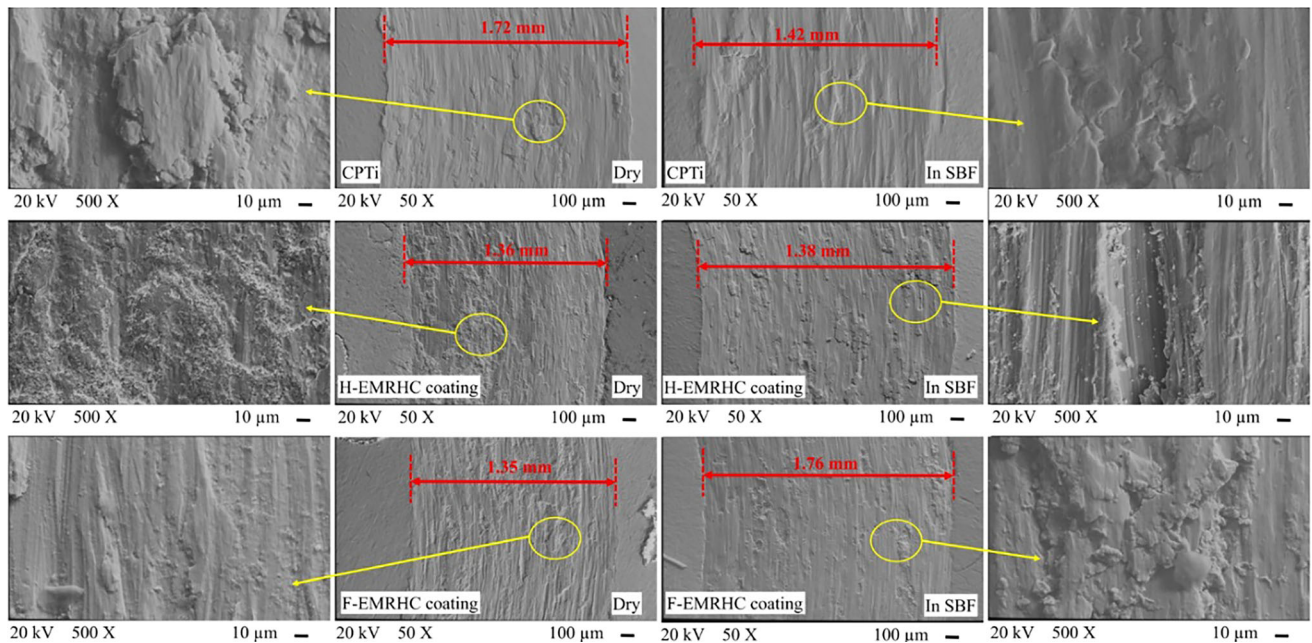 1.72 mm
1.42 mm
CPTi Dry
CPTi In SBF
20 kV 500 X 10 µm
20 kV 50 X 100 µm
20 kV 50 X 100 µm
20 kV 500 X 10 µm
1.36 mm
1.38 mm
H-EMRHC coating Dry
H-EMRHC coating In SBF
20 kV 500 X 10 µm
20 kV 50 X 100 µm
20 kV 50 X 100 µm
20 kV 500 X 10 µm
1.35 mm
1.76 mm
F-EMRHC coating Dry
F-EMRHC coating In SBF
20 kV 500 X 10 µm
20 kV 50 X 100 µm
20 kV 50 X 100 µm
20 kV 500 X 10 µm